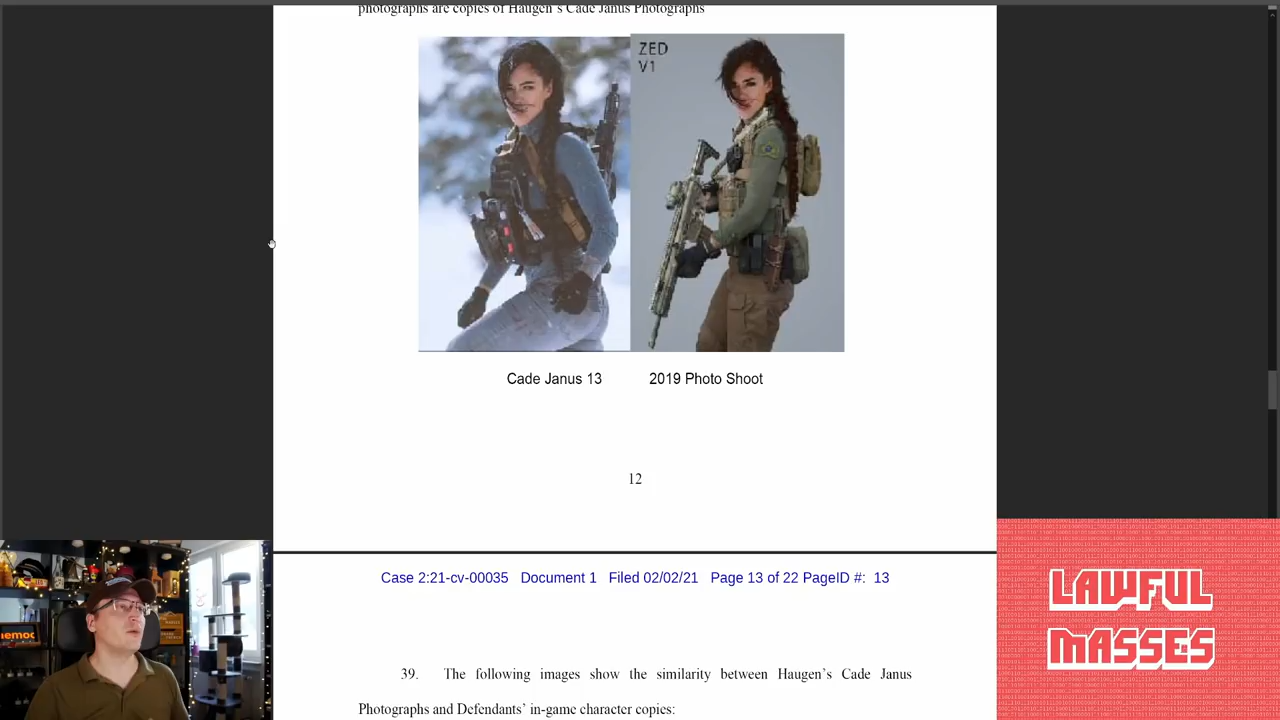 photographs are copies of Haugen's Cade Janus Photographs
ZED
V1
Cade Janus 13
2019 Photo Shoot
12
Case 2:21-cv-00035 Document 1 Filed 02/02/21 Page 13 of 22 PageID #: 13
39. The following images show the similarity between Haugen's Cade Janus
Photographs and Defendants' in-game character copies:
LAWFUL
MASSES